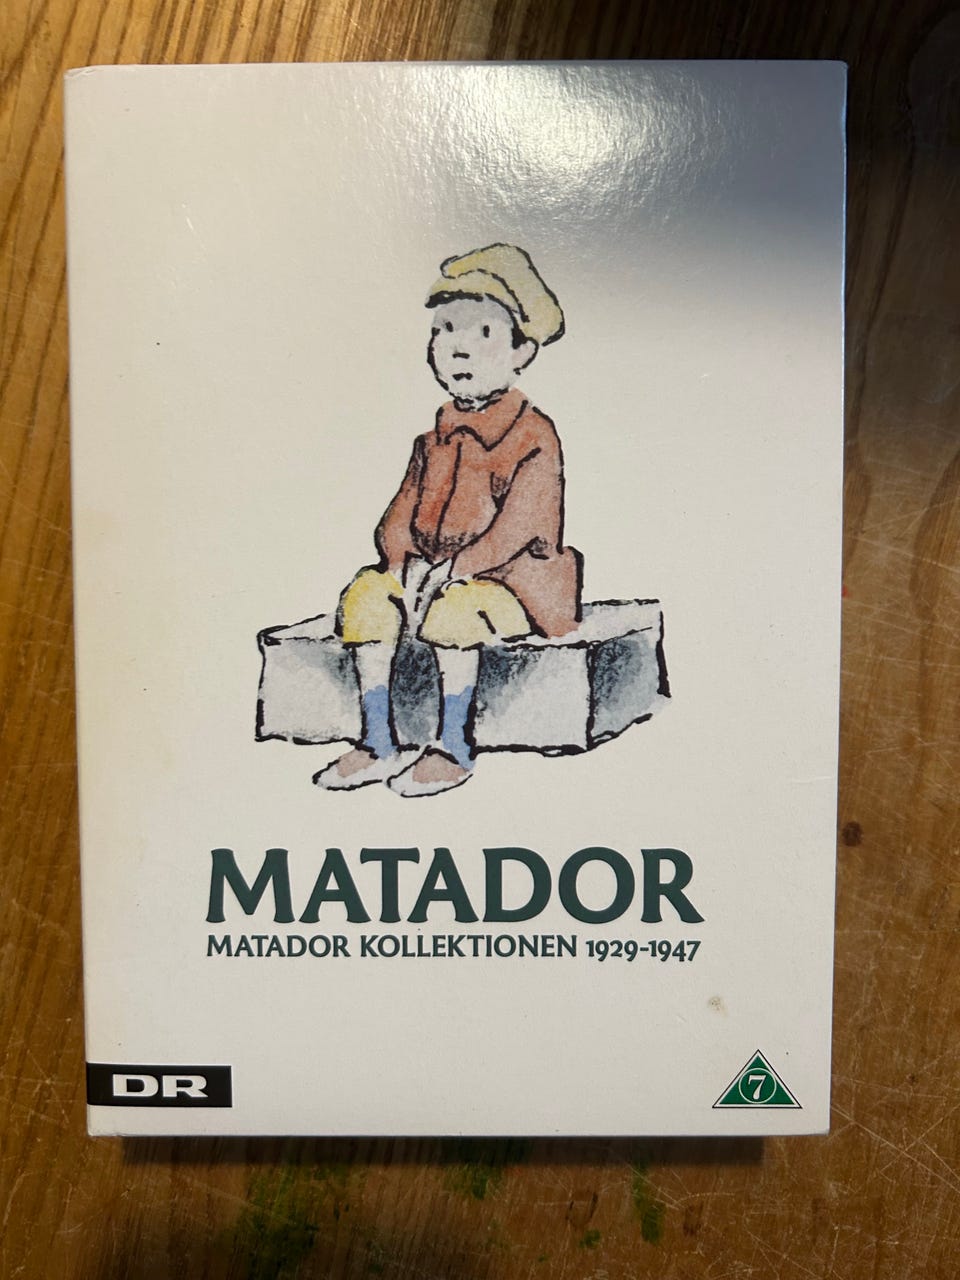 MATADOR
MATADOR KOLLEKTIONEN 1929-1947
DR
7